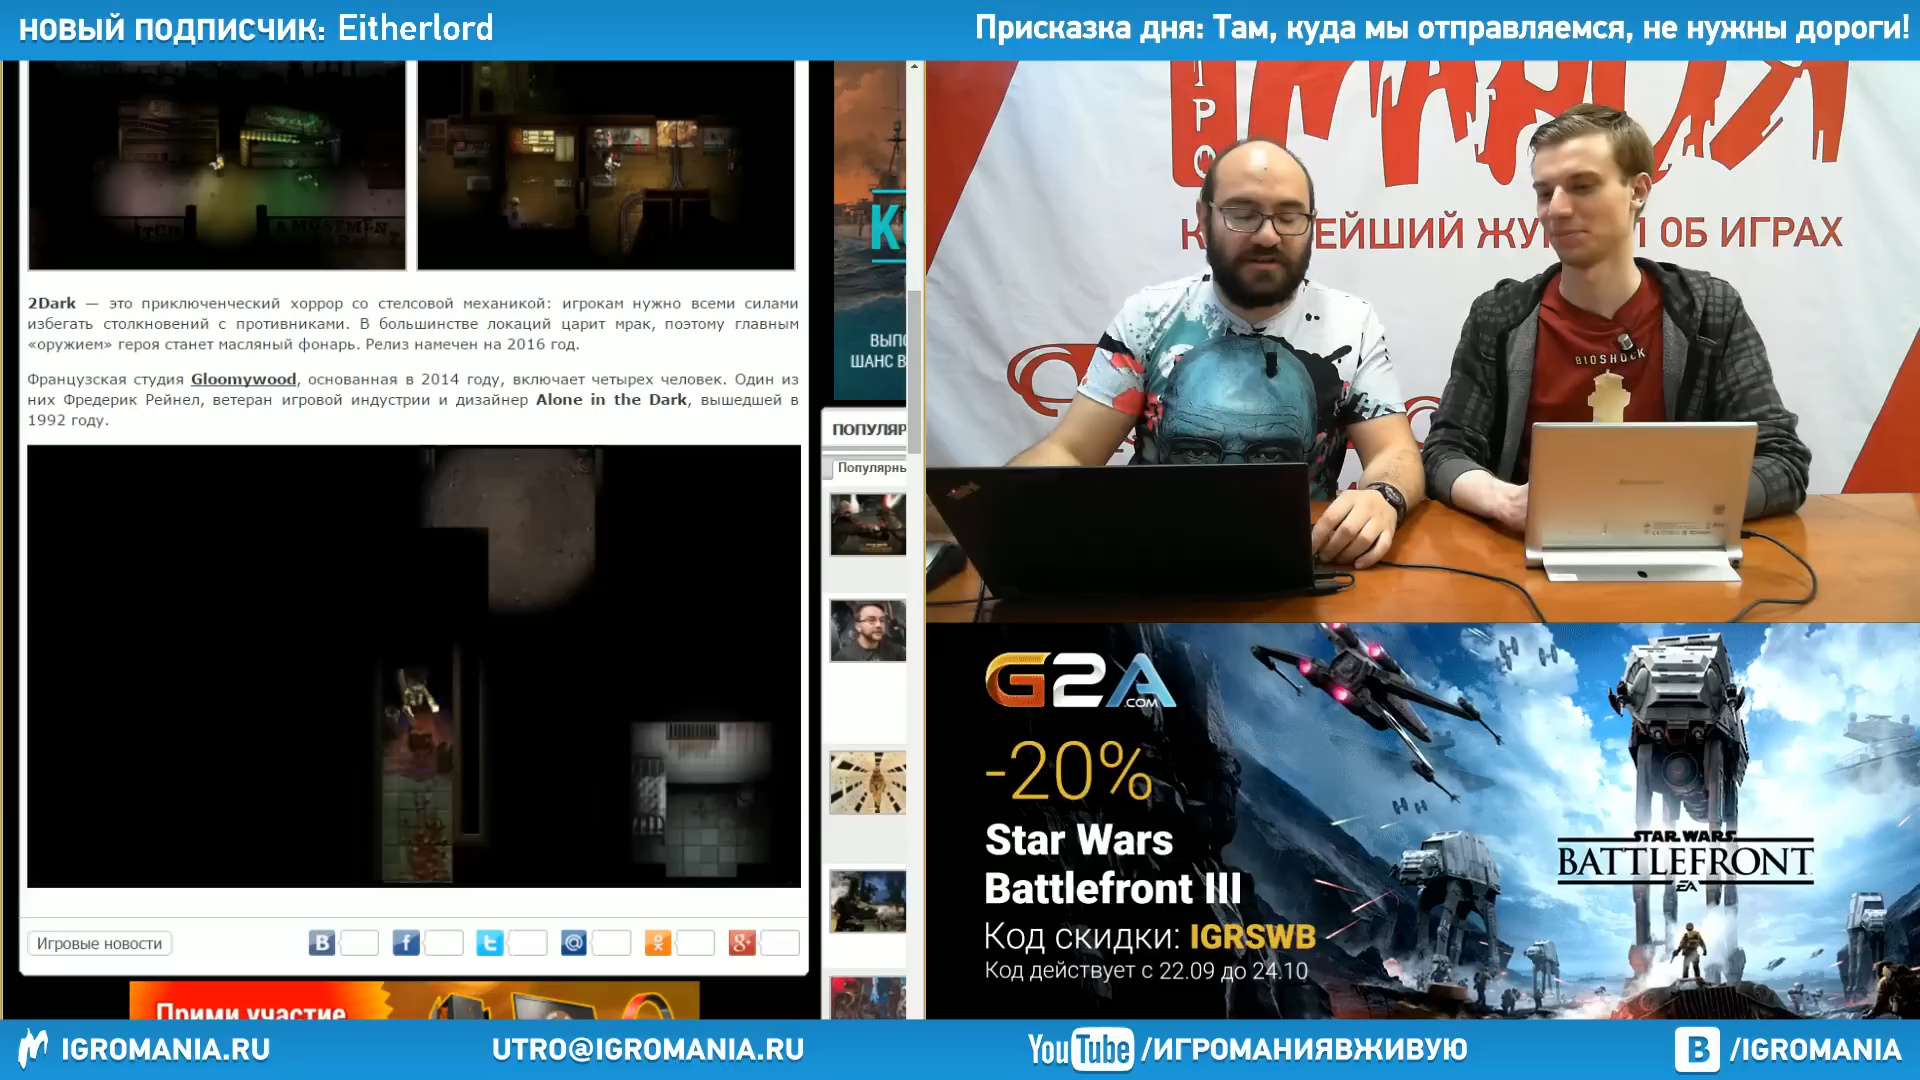 НОВЫЙ ПОДПИСЧИК: Eitherlord
Присказка дня: Там, куда мы отправляемся, не нужны дороги!
2Dark — это приключенческий хоррор со стелсовой механикой: игрокам нужно всеми силами
избегать столкновений с противниками. В большинстве локаций царит мрак, поэтому главным
«оружием» героя станет масляный фонарь. Релиз намечен на 2016 год.
Французская студия Gloomywood, основанная в 2014 году, включает четырех человек. Один из
них Фредерик Рейнел, ветеран игровой индустрии и дизайнер Alone in the Dark, вышедшей в
1992 году.
Игровые новости
Прими участие
ВЫПО
ШАНС В
ПОПУЛЯР
Популярны
ЕЙШИЙ ЖУ
ОБ ИГРАХ
BIOSHOCK
G2A
.COM
-20%
Star Wars
Battlefront III
Код скидки: IGRSWB
Код действует с 22.09 до 24.10
STAR WARS
BATTLEFRONT
EA
IGROMANIA.RU
UTRO@IGROMANIA.RU
YouTube /ИГРОМАНИЯВЖИВУЮ
B /IGROMANIA